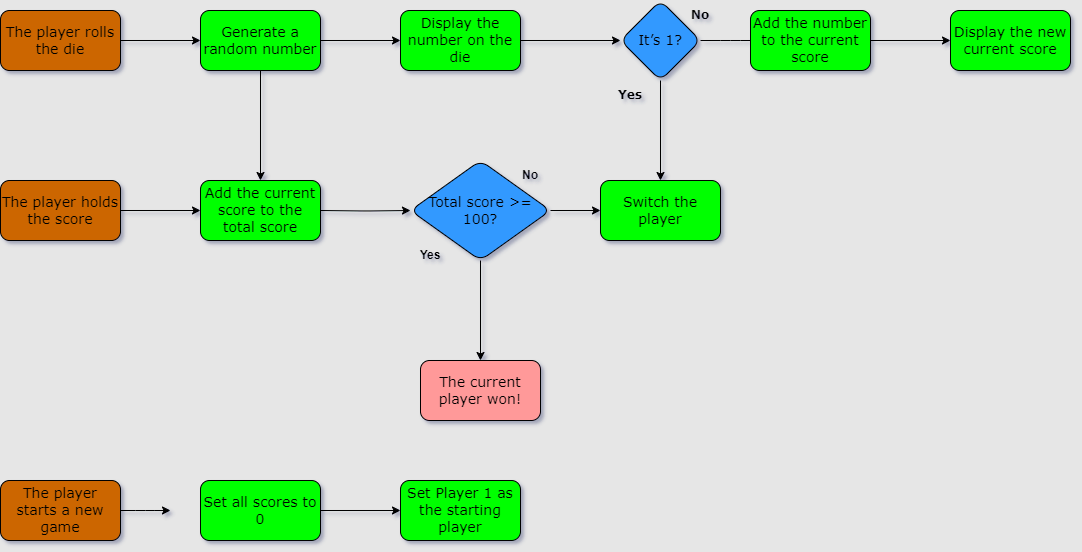 The player rolls
the die
Generate a
random number
Display the
number on the
die
It's 1?
No
Yes
Add the number
to the current
score
Display the new
current score
The player holds
the score
Add the current
score to the
total score
Total score >=
100?
No
Yes
Switch the
player
The current
player won!
The player
starts a new
game
Set all scores to
0
Set Player 1 as
the starting
player